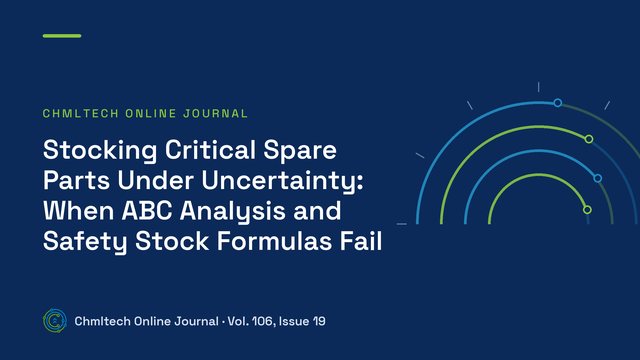 CHMLTECH ONLINE JOURNAL
Stocking Critical Spare
Parts Under Uncertainty:
When ABC Analysis and
Safety Stock Formulas Fail
Chmltech Online Journal · Vol. 106, Issue 19